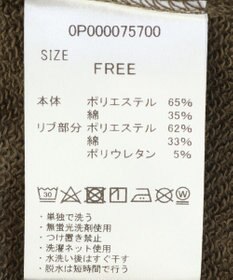 0P000075700
SIZE
FREE
本体 ポリエステル 65%
綿 35%
リブ部分 ポリエステル 62%
綿 33%
ポリウレタン 5%
・単独で洗う
・無蛍光洗剤使用
・つけ置き禁止
・洗濯ネット使用
・水洗い後はすぐ干す
・脱水は短時間で行う